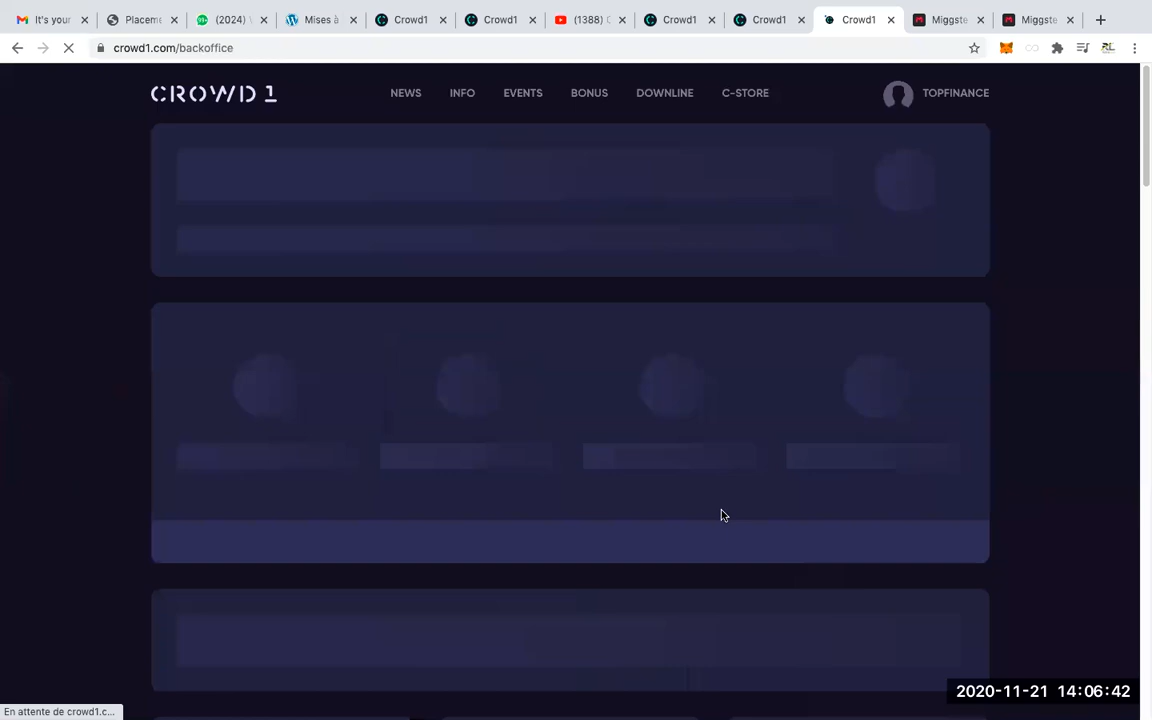 It's your
Placeme
(2024)
Mises à
Crowd1
Crowd1
(1388)
Crowd1
Crowd1
Crowd1
Miggste
Miggste
crowd1.com/backoffice
CROWD 1
NEWS
INFO
EVENTS
BONUS
DOWNLINE
C-STORE
TOPFINANCE
2020-11-21 14:06:42
En attente de crowd1.c...